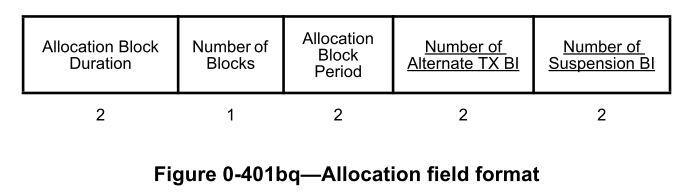 Allocation Block
Duration
Number of
Blocks
Allocation
Block
Period
Number of
Alternate TX BI
Number of
Suspension BI
2
1
2
2
2
Figure 0-401bq—Allocation field format